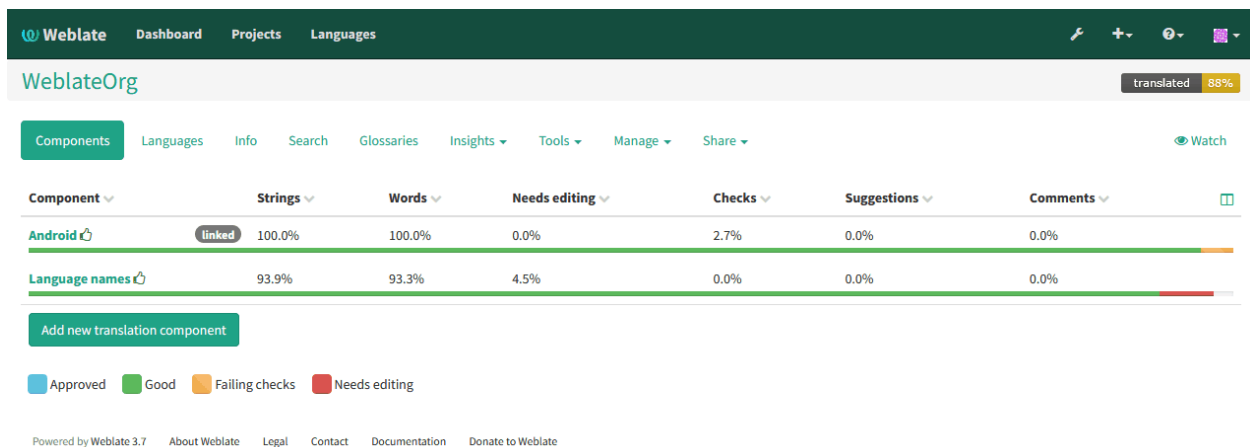 Weblate Dashboard Projects Languages
WeblateOrg translated 88%
Components Languages Info Search Glossaries Insights Tools Manage Share Watch
Component Strings Words Needs editing Checks Suggestions Comments
Android linked 100.0% 100.0% 0.0% 2.7% 0.0% 0.0%
Language names 93.9% 93.3% 4.5% 0.0% 0.0% 0.0%
Add new translation component
Approved Good Failing checks Needs editing
Powered by Weblate 3.7 About Weblate Legal Contact Documentation Donate to Weblate